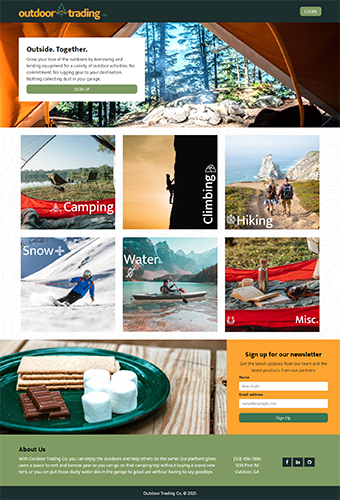 outdoor trading co.
LOGIN
Outside. Together.
Grow your love of the outdoors by borrowing and
lending equipment for a variety of outdoor activities. No
commitment. No lugging gear to your destination.
Nothing collecting dust in your garage.
SIGN UP
Camping
Climbing
Hiking
Snow
Water
Misc.
Sign up for our newsletter
Get the latest updates from our team and the
latest products from our partners.
Name
Email address
name@example.com
Sign Up
About Us
With Outdoor Trading Co. you can enjoy the outdoors and help others do the same! Our platform gives
users a space to rent and borrow gear so you can go on that camping trip without buying a brand new
tent, or you can put those dusty water skis in the garage to good use without having to say goodbye.
(123) 456-7890
1234 Pine Rd
Outdoor, GA
Outdoor Trading Co. © 2021.